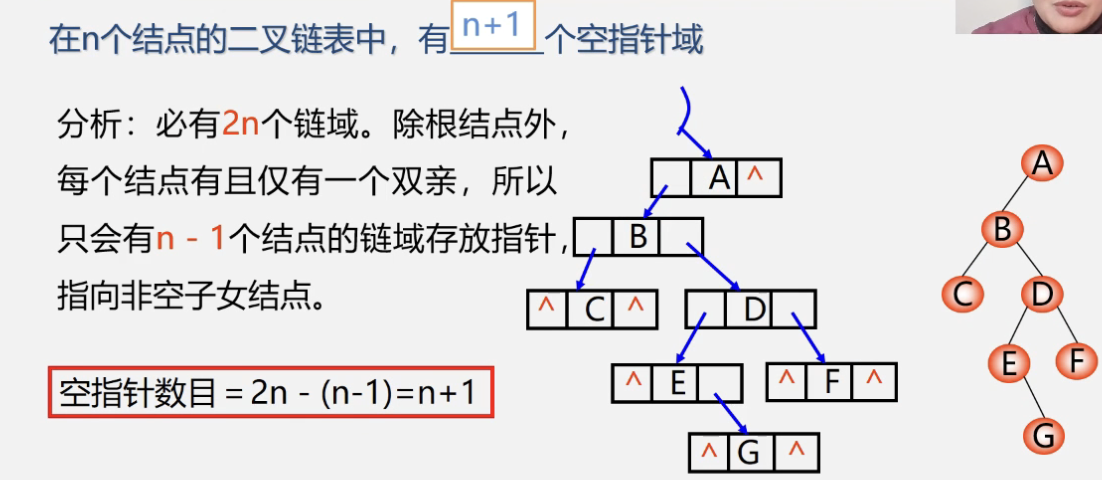 在n个结点的二叉链表中，有 n+1 个空指针域
分析：必有2n个链域。除根结点外，
每个结点有且仅有一个双亲，所以
只会有n - 1个结点的链域存放指针，
指向非空子女结点。
空指针数目＝2n - (n-1)=n+1
A ^
B
^ C ^
D
^ E
^ F ^
^ G ^
A
B
C
D
E
F
G